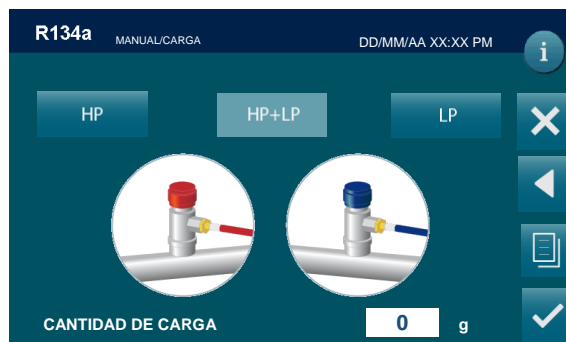 R134a MANUAL/CARGA DD/MM/AA XX:XX PM
i
HP HP+LP LP
CANTIDAD DE CARGA 0 g